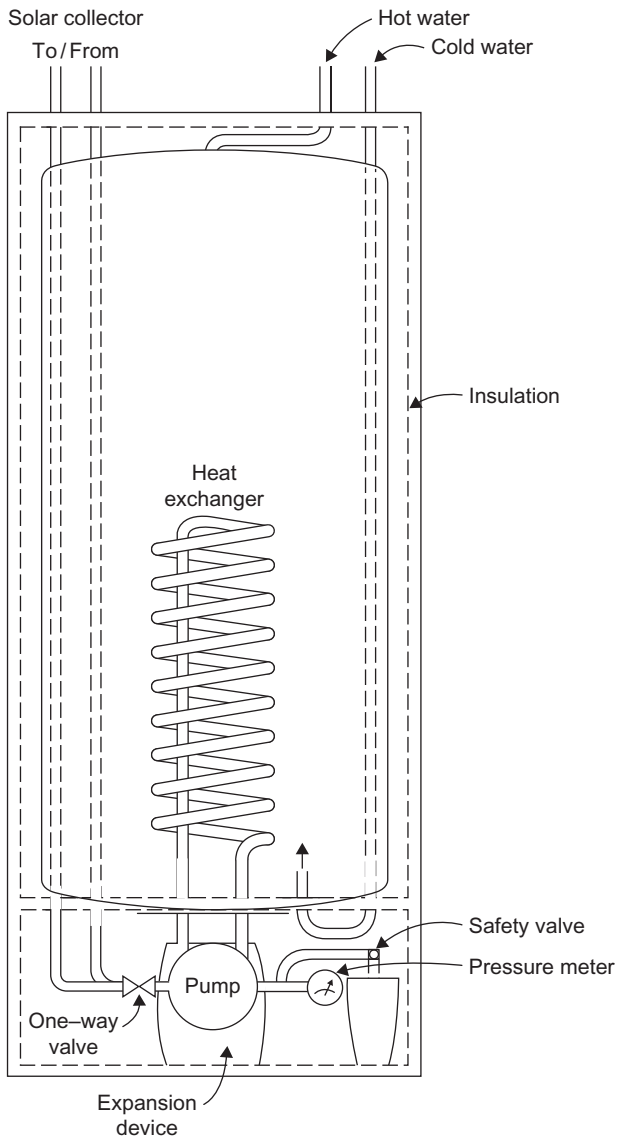 Solar collector
To / From
Hot water
Cold water
Insulation
Heat
exchanger
Safety valve
Pressure meter
Pump
One–way
valve
Expansion
device